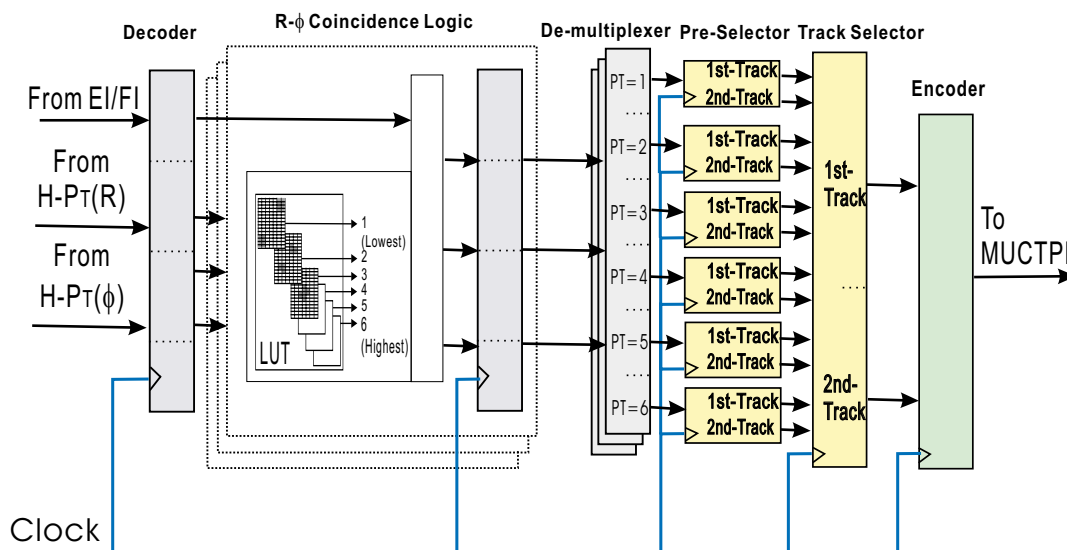 R-ϕ Coincidence Logic
Decoder
De-multiplexer
Pre-Selector
Track Selector
Encoder
From EI/FI
From
H-PT(R)
From
H-PT(ϕ)
1
(Lowest)
2
3
4
5
6
(Highest)
LUT
PT=1
PT=2
PT=3
PT=4
PT=5
PT=6
1st-Track
2nd-Track
1st-Track
2nd-Track
1st-Track
2nd-Track
1st-Track
2nd-Track
1st-Track
2nd-Track
1st-Track
2nd-Track
1st-
Track
2nd-
Track
To
MUCTPI
Clock